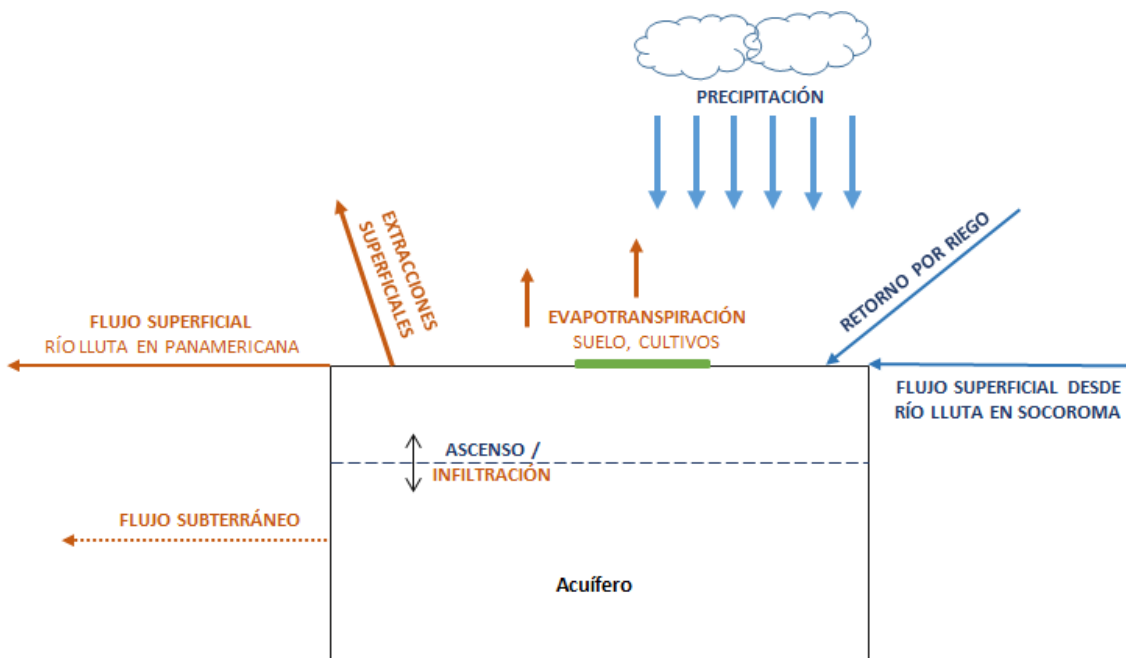 PRECIPITACIÓN
EXTRACCIONES
SUPERFICIALES
RETORNO POR RIEGO
FLUJO SUPERFICIAL
RÍO LLUTA EN PANAMERICANA
EVAPOTRANSPIRACIÓN
SUELO, CULTIVOS
FLUJO SUPERFICIAL DESDE
RÍO LLUTA EN SOCOROMA
ASCENSO /
INFILTRACIÓN
FLUJO SUBTERRÁNEO
Acuífero